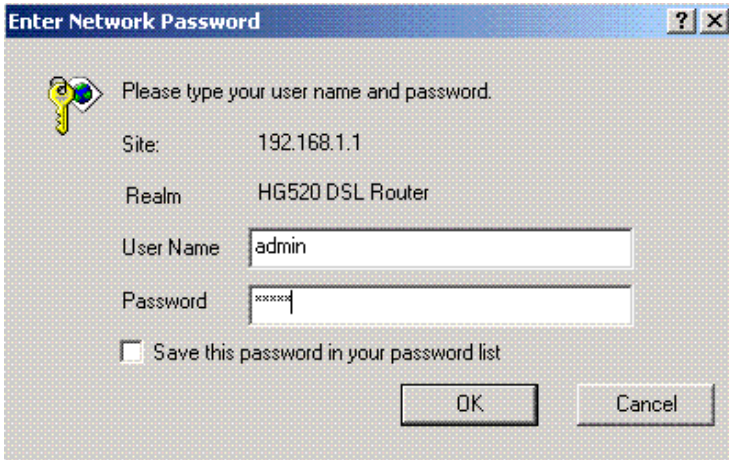 Enter Network Password
Please type your user name and password.
Site: 192.168.1.1
Realm HG520 DSL Router
User Name admin
Password xxxxx
Save this password in your password list
OK Cancel